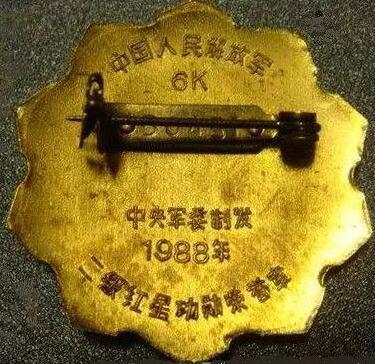 中国人民解放军
6K
中央军委制发
1988年
二级红星功勋荣誉章